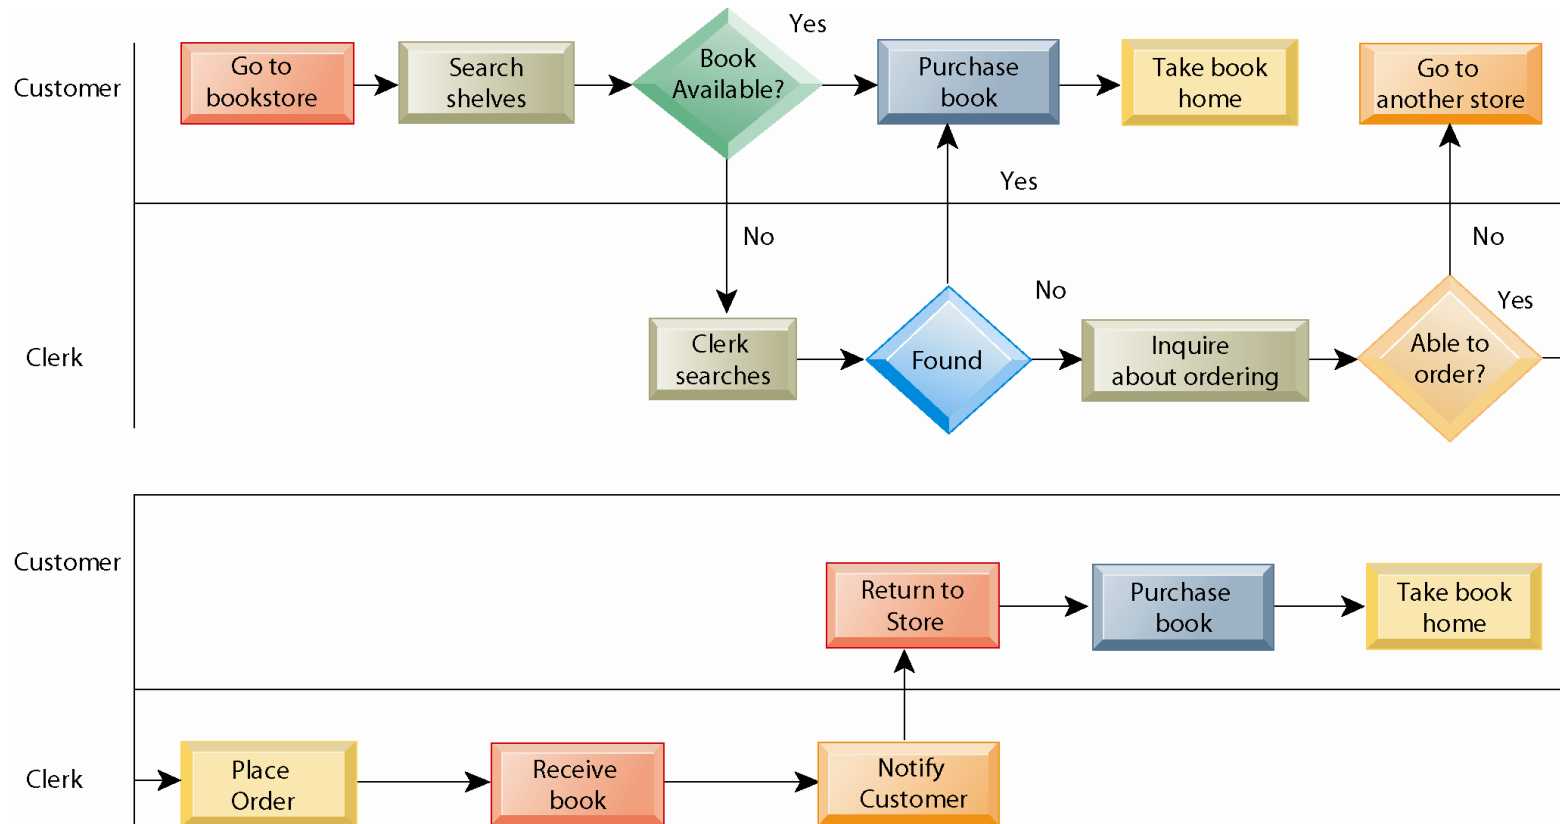 Yes
Customer
Go to
bookstore
Search
shelves
Book
Available?
Purchase
book
Take book
home
Go to
another store
Yes
No
No
No
Yes
Clerk
Clerk
searches
Found
Inquire
about ordering
Able to
order?
Customer
Return to
Store
Purchase
book
Take book
home
Clerk
Place
Order
Receive
book
Notify
Customer